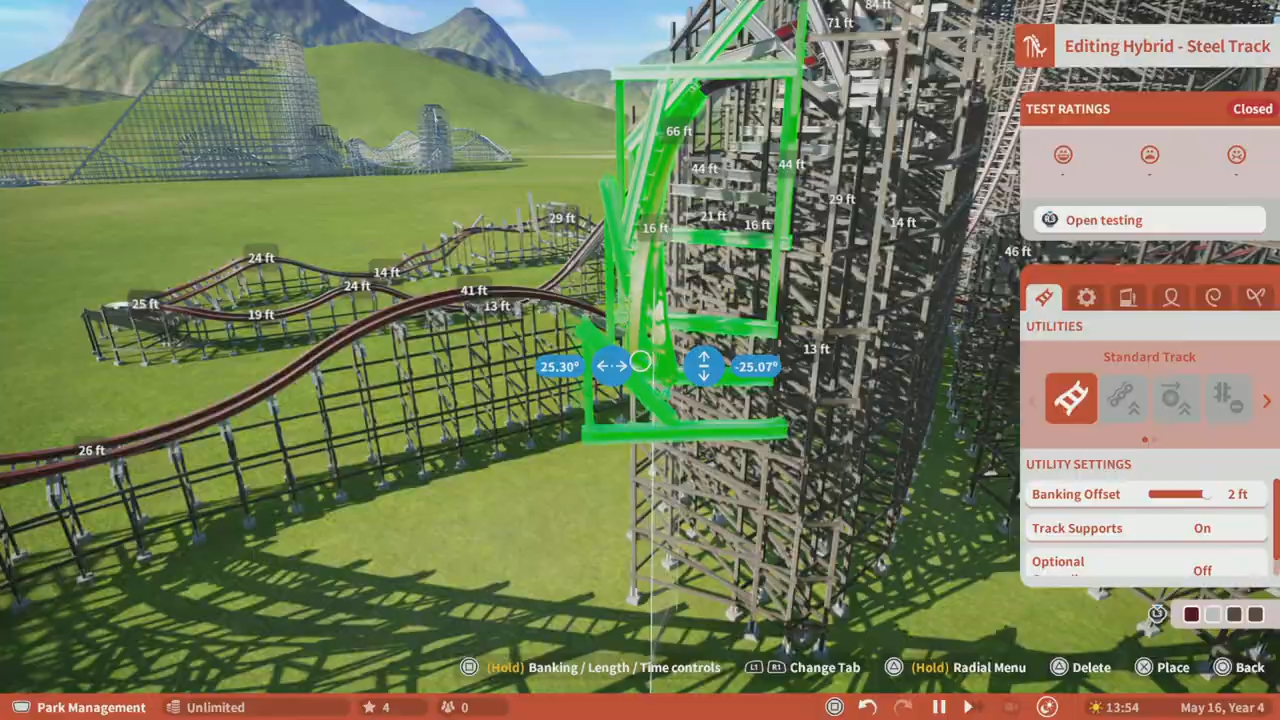 84 ft
71 ft
Editing Hybrid - Steel Track
TEST RATINGS
Closed
66 ft
44 ft
44 ft
- - -
29 ft
21 ft
16 ft
16 ft
14 ft
29 ft
Open testing
46 ft
24 ft
14 ft
24 ft
41 ft
25 ft
13 ft
19 ft
UTILITIES
13 ft
Standard Track
25.30º
-25.07º
26 ft
UTILITY SETTINGS
Banking Offset 2 ft
Track Supports On
Optional
Off
(Hold) Banking / Length / Time controls
L1 R1 Change Tab
(Hold) Radial Menu
Delete
Place
Back
Park Management
Unlimited
4
0
13:54
May 16, Year 4